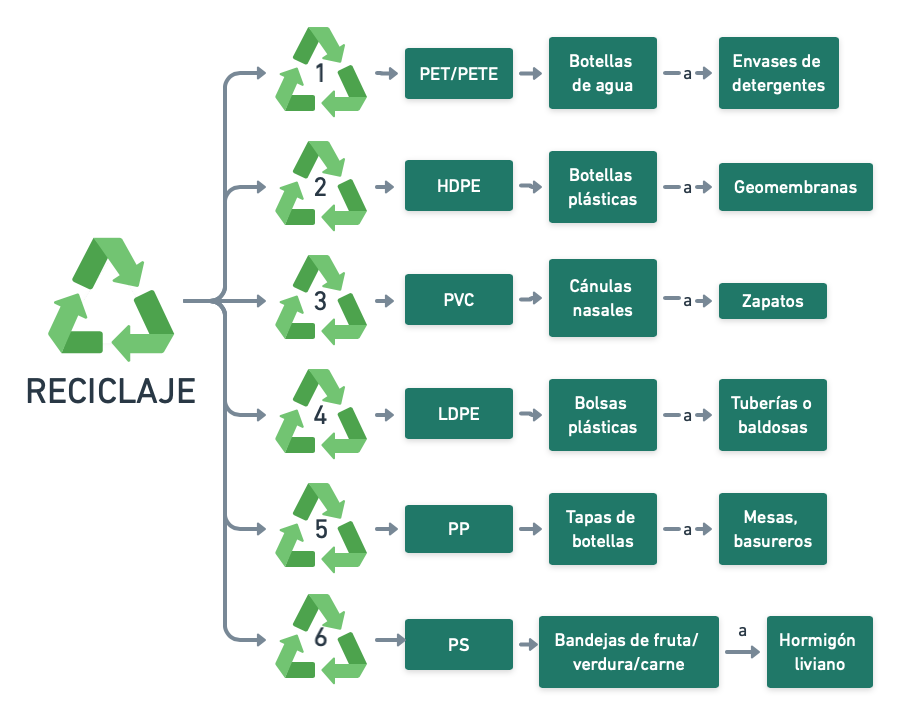 RECICLAJE
1
PET/PETE
Botellas
de agua
a
Envases de
detergentes
2
HDPE
Botellas
plásticas
a
Geomembranas
3
PVC
Cánulas
nasales
a
Zapatos
4
LDPE
Bolsas
plásticas
a
Tuberías o
baldosas
5
PP
Tapas de
botellas
a
Mesas,
basureros
6
PS
Bandejas de fruta/
verdura/carne
a
Hormigón
liviano